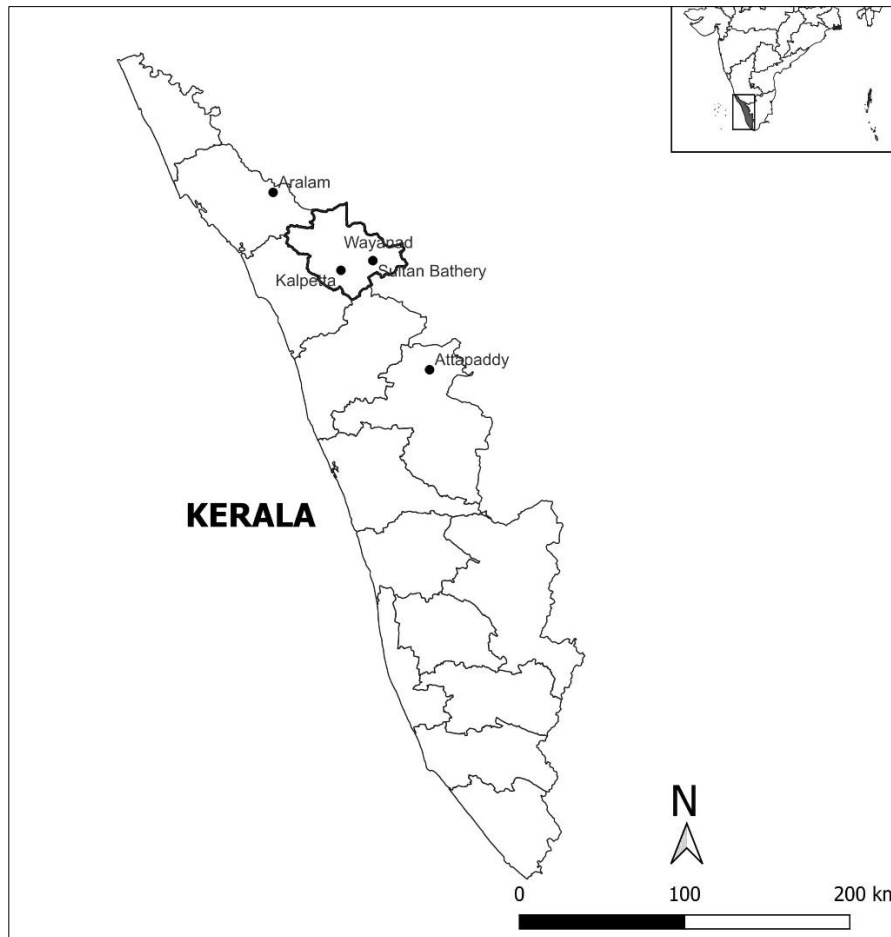 Aralam
Wayanad
Sultan Bathery
Kalpetta
Attapaddy
KERALA
N
0 100 200 km